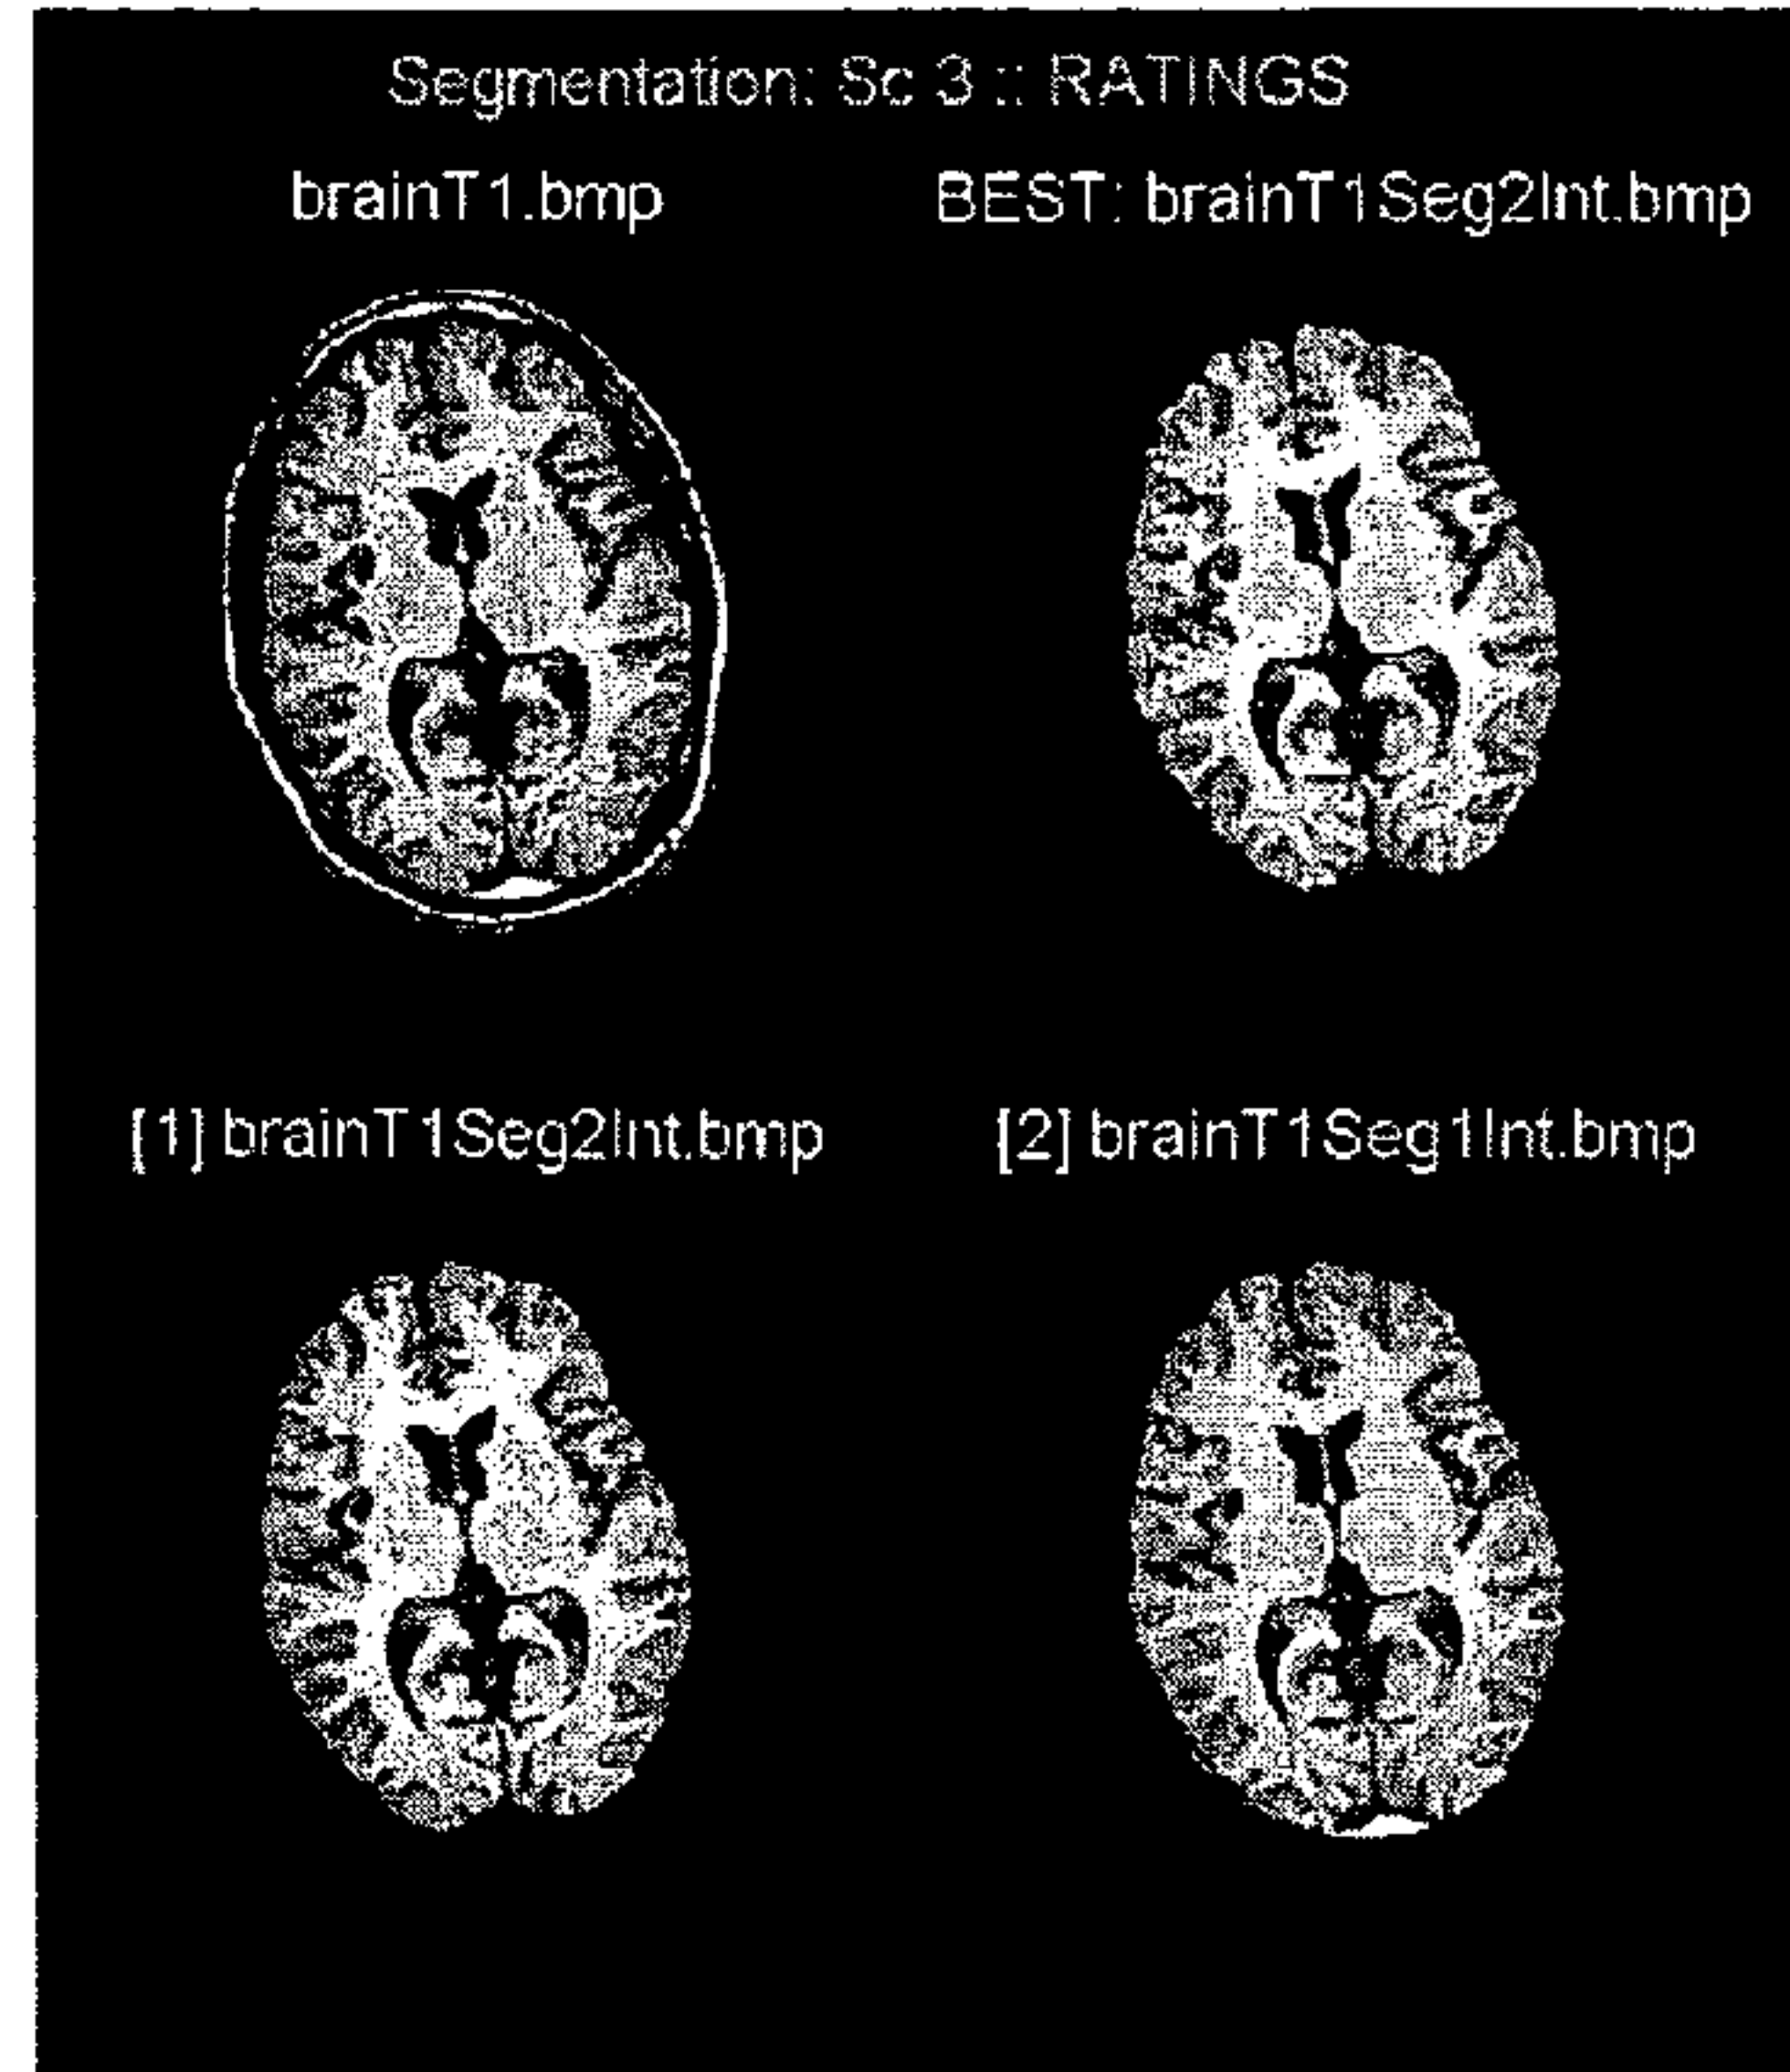 Segmentation: Sc 3 :: RATINGS
brainT1.bmp
BEST: brainT1Seg2Int.bmp
[1] brainT1Seg2Int.bmp
[2] brainT1Seg1Int.bmp